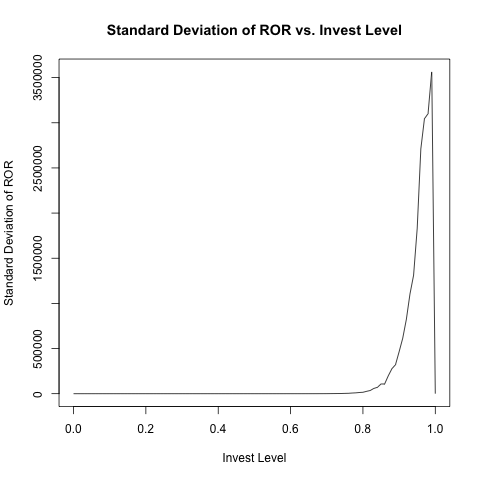 Standard Deviation of ROR vs. Invest Level
Standard Deviation of ROR
3500000
2500000
1500000
500000
0
0.0 0.2 0.4 0.6 0.8 1.0
Invest Level